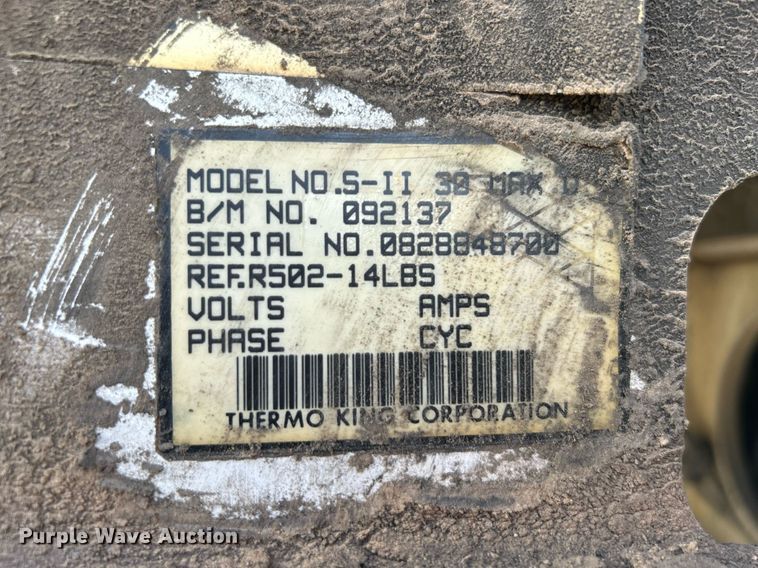 MODEL NO.S-II 30 MAX D
B/M NO. 092137
SERIAL NO.0828848700
REF.R502-14LBS
VOLTS AMPS
PHASE CYC
THERMO KING CORPORATION
Purple Wave Auction